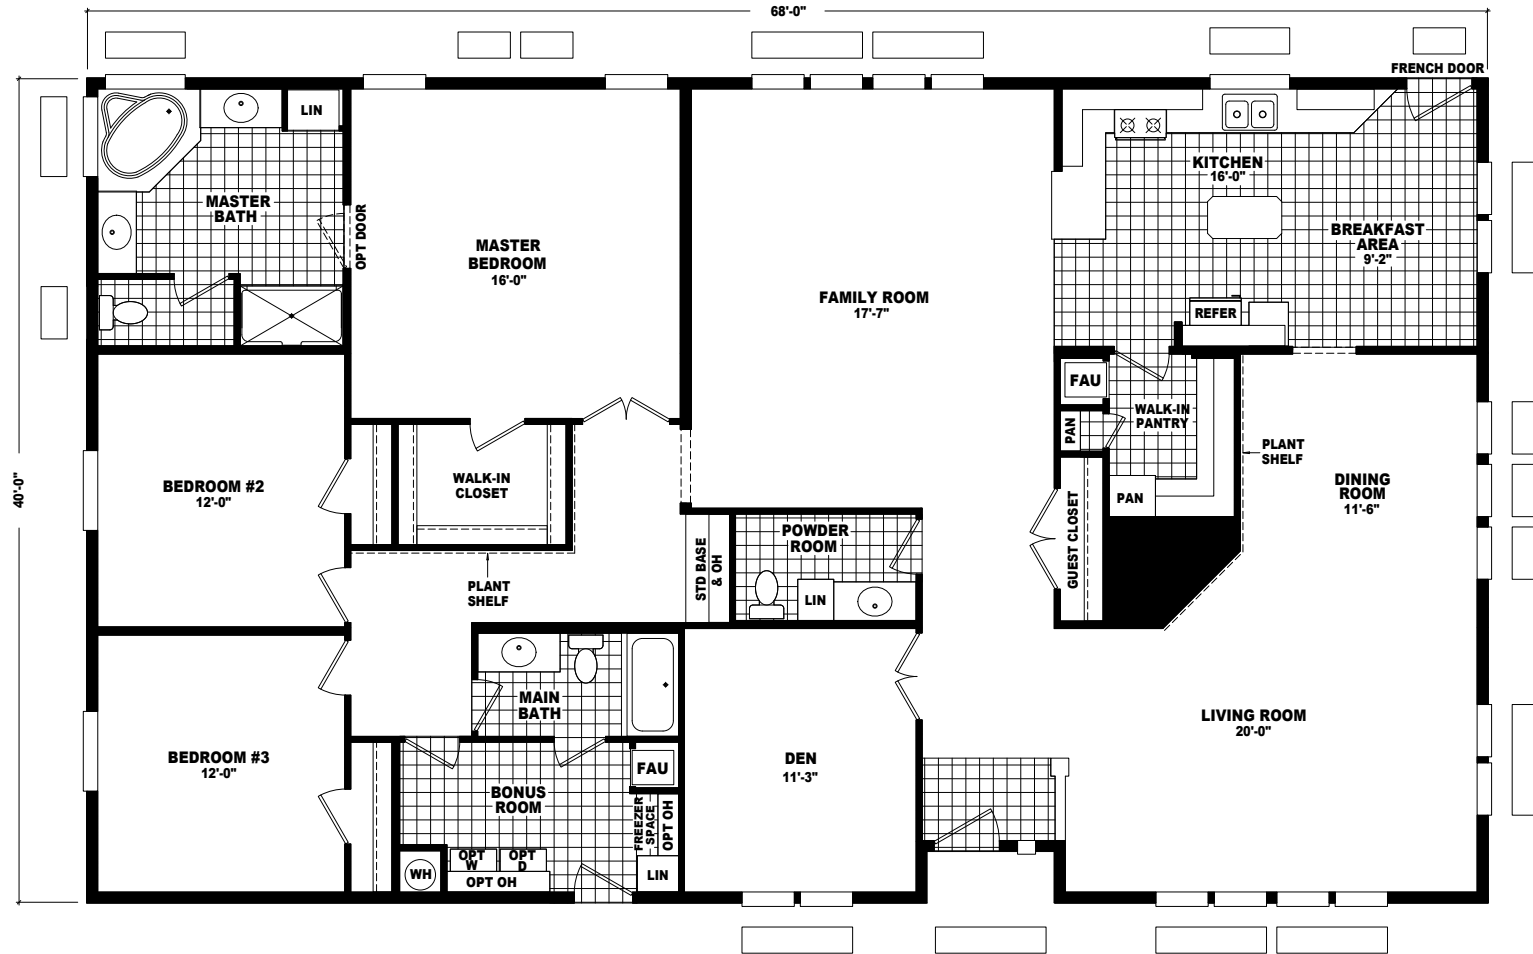 68'-0"
FRENCH DOOR
40'-0"
LIN
MASTER
BATH
OPT DOOR
MASTER
BEDROOM
16'-0"
FAMILY ROOM
17'-7"
KITCHEN
16'-0"
BREAKFAST
AREA
9'-2"
REFER
FAU
WALK-IN
PANTRY
PAN
PAN
PLANT
SHELF
DINING
ROOM
11'-6"
BEDROOM #2
12'-0"
WALK-IN
CLOSET
PLANT
SHELF
STD BASE
& OH
POWDER
ROOM
LIN
GUEST CLOSET
MAIN
BATH
BEDROOM #3
12'-0"
BONUS
ROOM
FAU
FREEZER
SPACE
OPT OH
LIN
WH
OPT
W
OPT
D
OPT OH
DEN
11'-3"
LIVING ROOM
20'-0"